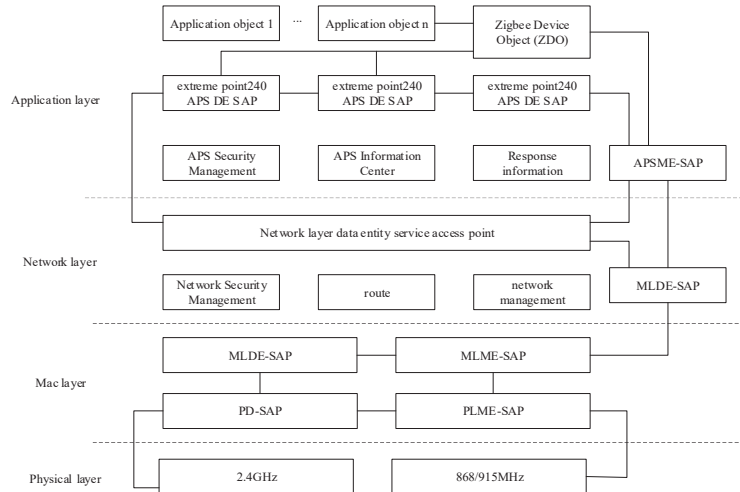 Application object 1
...
Application object n
Zigbee Device
Object (ZDO)
Application layer
extreme point240
APS DE SAP
extreme point240
APS DE SAP
extreme point240
APS DE SAP
APS Security
Management
APS Information
Center
Response
information
APSME-SAP
Network layer data entity service access point
Network layer
Network Security
Management
route
network
management
MLDE-SAP
MLDE-SAP
MLME-SAP
Mac layer
PD-SAP
PLME-SAP
Physical layer
2.4GHz
868/915MHz